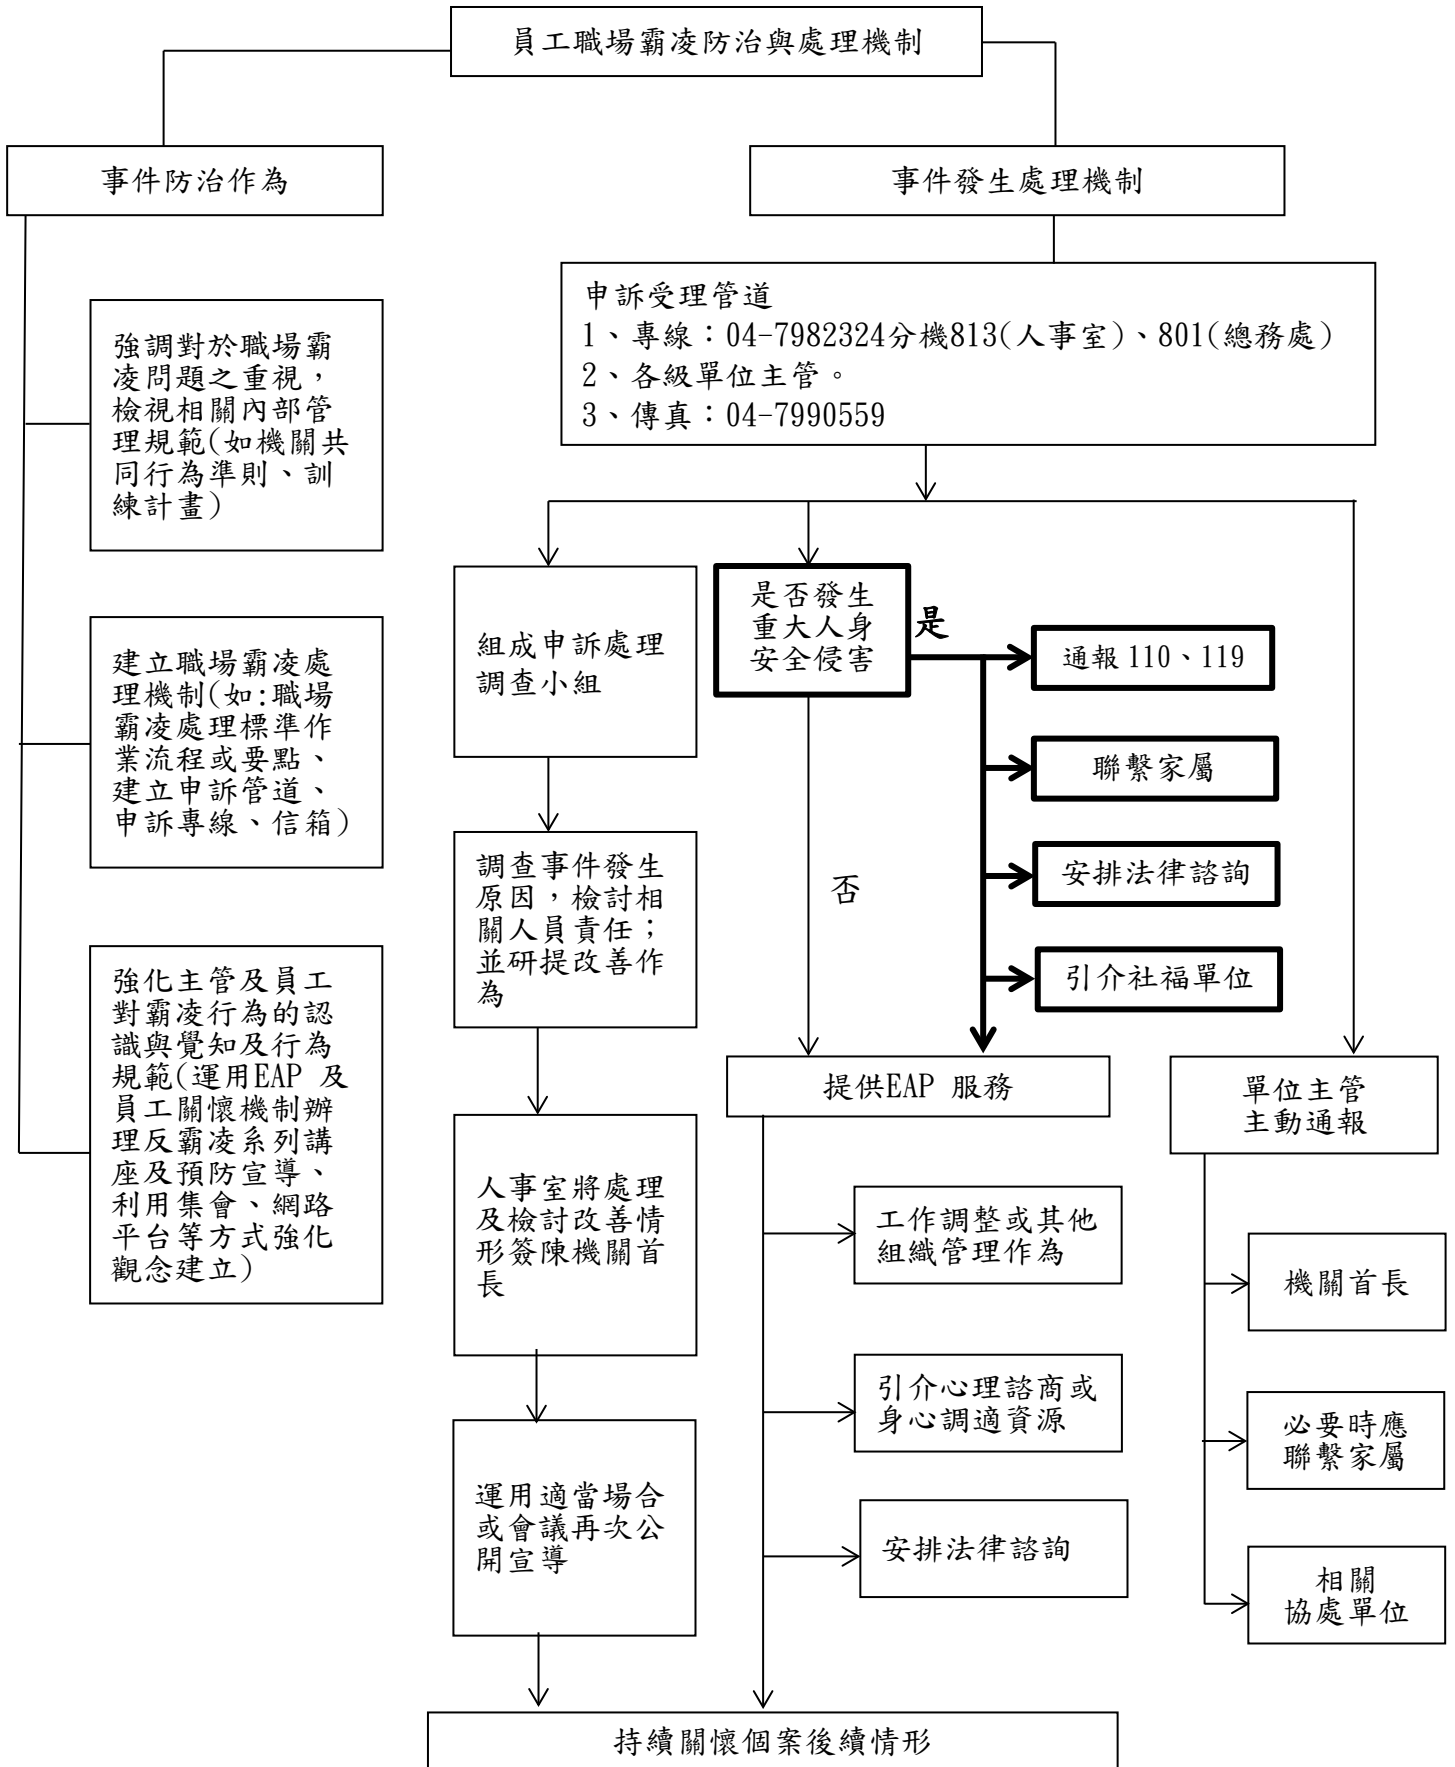 員工職場霸凌防治與處理機制
事件防治作為
事件發生處理機制
強調對於職場霸
凌問題之重視，
檢視相關內部管
理規範(如機關共
同行為準則、訓
練計畫)
建立職場霸凌處
理機制(如:職場
霸凌處理標準作
業流程或要點、
建立申訴管道、
申訴專線、信箱)
強化主管及員工
對霸凌行為的認
識與覺知及行為
規範(運用EAP 及
員工關懷機制辦
理反霸凌系列講
座及預防宣導、
利用集會、網路
平台等方式強化
觀念建立)
申訴受理管道
1、專線：04-7982324分機813(人事室)、801(總務處)
2、各級單位主管。
3、傳真：04-7990559
組成申訴處理
調查小組
調查事件發生
原因，檢討相
關人員責任；
並研提改善作
為
人事室將處理
及檢討改善情
形簽陳機關首
長
運用適當場合
或會議再次公
開宣導
是否發生
重大人身
安全侵害
是
通報 110、119
聯繫家屬
安排法律諮詢
引介社福單位
否
提供EAP 服務
工作調整或其他
組織管理作為
引介心理諮商或
身心調適資源
安排法律諮詢
單位主管
主動通報
機關首長
必要時應
聯繫家屬
相關
協處單位
持續關懷個案後續情形